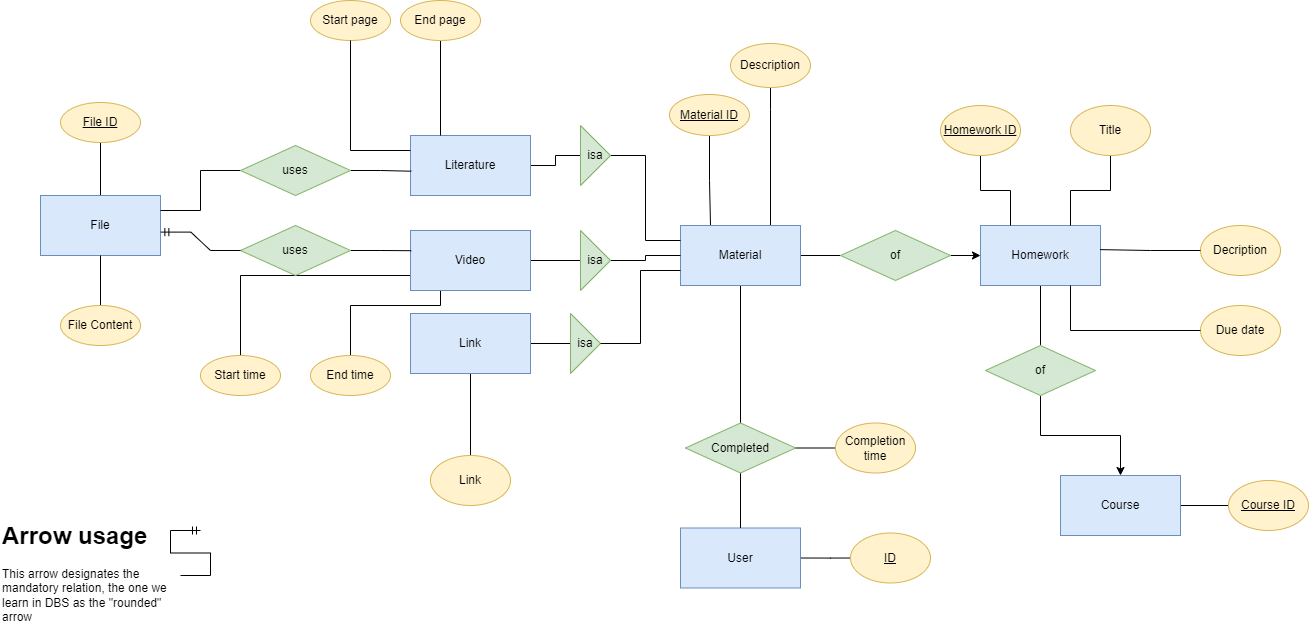 Start page
End page
Description
File ID
Material ID
Homework ID
Title
Literature
isa
uses
File
uses
Video
isa
Material
of
Homework
Decription
File Content
Link
isa
Due date
Start time
End time
of
Completed
Completion
time
Link
Course
Course ID
Arrow usage
User
ID
This arrow designates the
mandatory relation, the one we
learn in DBS as the "rounded"
arrow